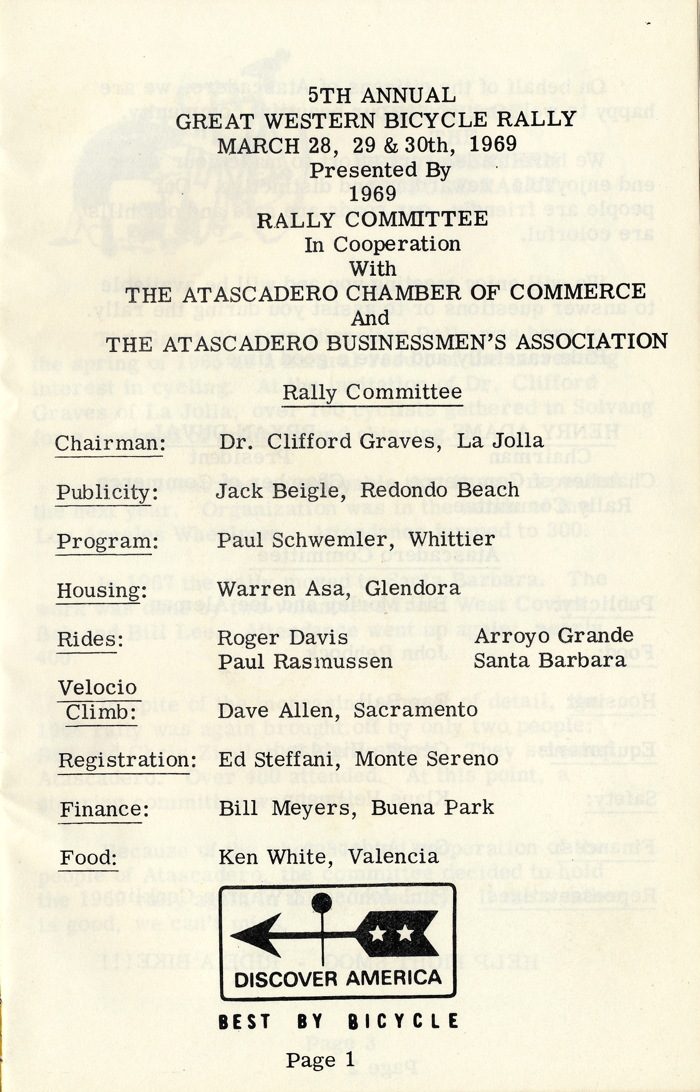 5TH ANNUAL
GREAT WESTERN BICYCLE RALLY
MARCH 28, 29 & 30th, 1969
Presented By
1969
RALLY COMMITTEE
In Cooperation
With
THE ATASCADERO CHAMBER OF COMMERCE
And
THE ATASCADERO BUSINESSMEN'S ASSOCIATION
Rally Committee
Chairman: Dr. Clifford Graves, La Jolla
Publicity: Jack Beigle, Redondo Beach
Program: Paul Schwemler, Whittier
Housing: Warren Asa, Glendora
Rides: Roger Davis Arroyo Grande
Paul Rasmussen Santa Barbara
Velocio
Climb: Dave Allen, Sacramento
Registration: Ed Steffani, Monte Sereno
Finance: Bill Meyers, Buena Park
Food: Ken White, Valencia
DISCOVER AMERICA
BEST BY BICYCLE
Page 1